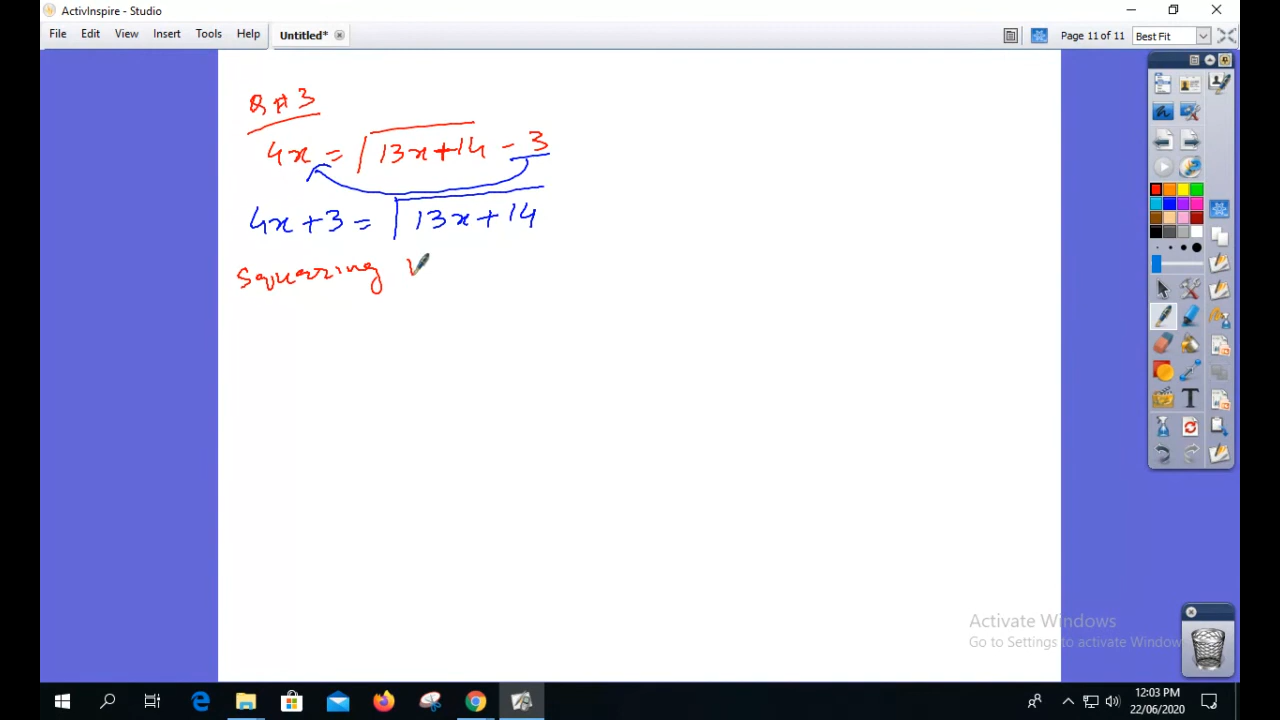 ActivInspire - Studio
File Edit View Insert Tools Help Untitled* Page 11 of 11 Best Fit
Q # 3
4x = √13x+14 - 3
4x + 3 = √13x+14
Squarring
Activate Windows
Go to Settings to activate Window
12:03 PM
22/06/2020